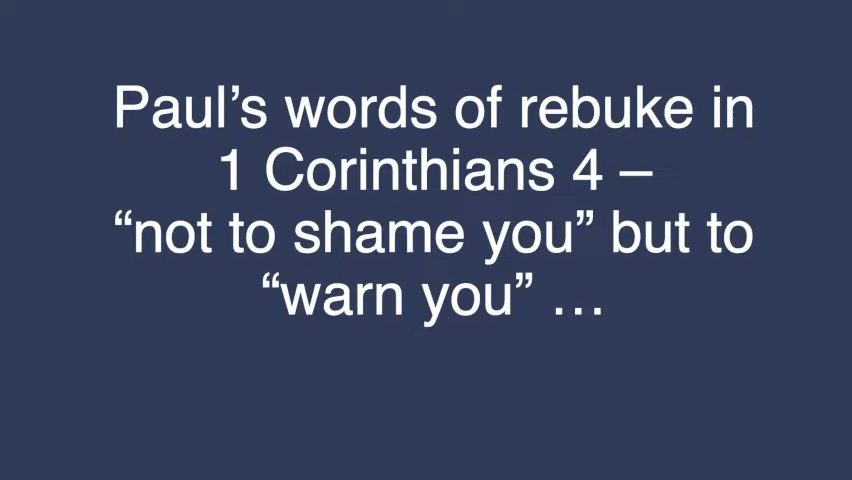 Paul’s words of rebuke in
1 Corinthians 4 –
“not to shame you” but to
“warn you” …